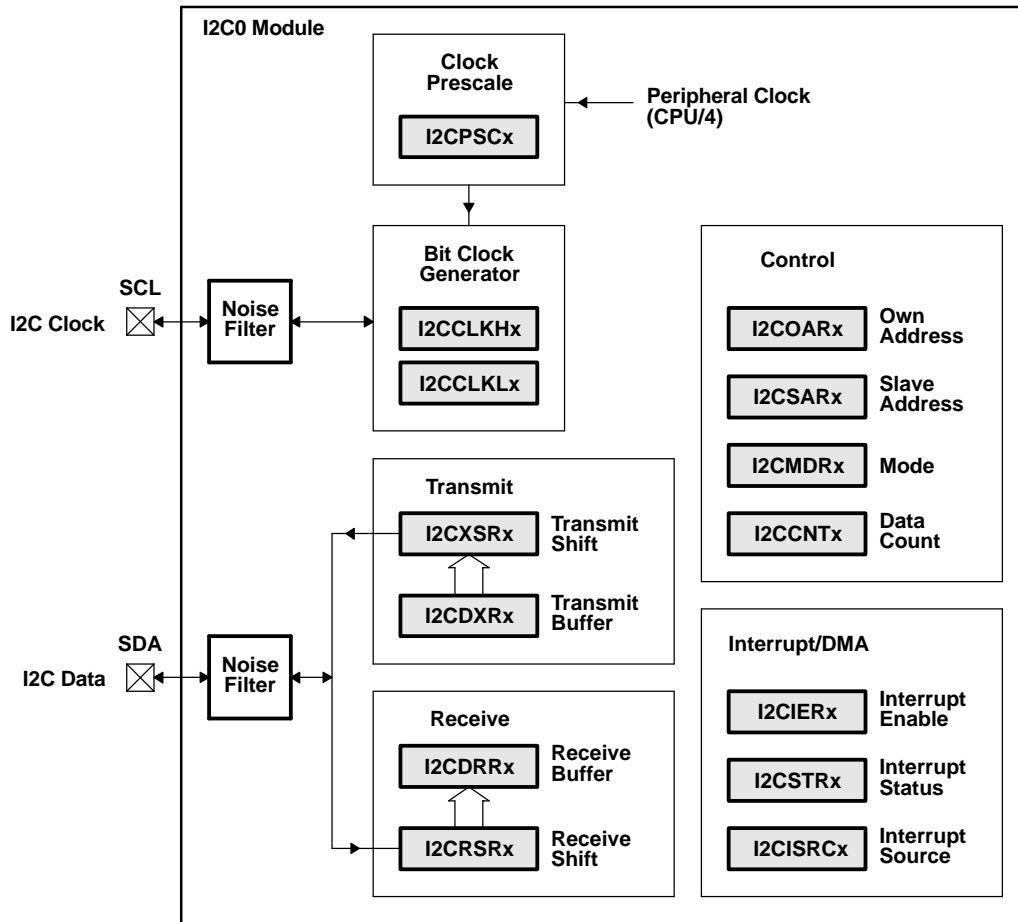 I2C0 Module
Clock
Prescale
I2CPSCx
Peripheral Clock
(CPU/4)
Bit Clock
Generator
I2CCLKHx
I2CCLKLx
SCL
I2C Clock
Noise
Filter
Control
I2COARx
Own
Address
I2CSARx
Slave
Address
I2CMDRx
Mode
I2CCNTx
Data
Count
Transmit
I2CXSRx
Transmit
Shift
I2CDXRx
Transmit
Buffer
SDA
I2C Data
Noise
Filter
Receive
I2CDRRx
Receive
Buffer
I2CRSRx
Receive
Shift
Interrupt/DMA
I2CIERx
Interrupt
Enable
I2CSTRx
Interrupt
Status
I2CISRCx
Interrupt
Source